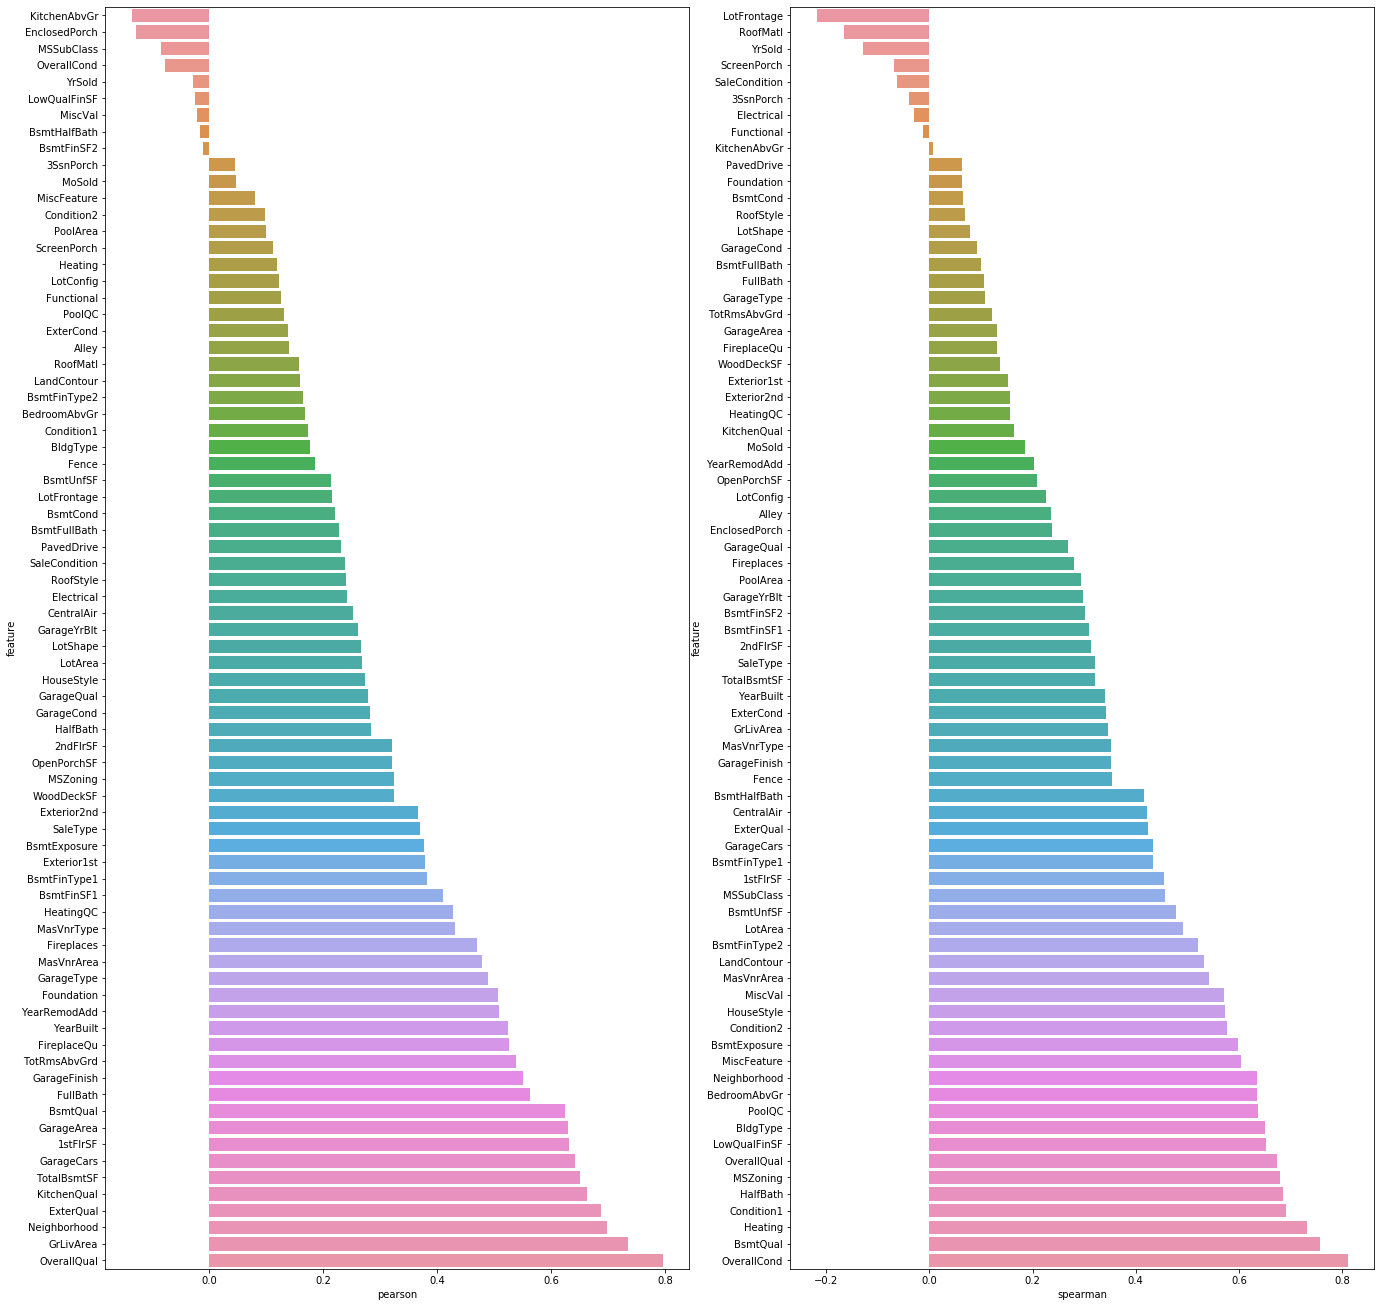 KitchenAbvGr
EnclosedPorch
MSSubClass
OverallCond
YrSold
LowQualFinSF
MiscVal
BsmtHalfBath
BsmtFinSF2
3SsnPorch
MoSold
MiscFeature
Condition2
PoolArea
ScreenPorch
Heating
LotConfig
Functional
PoolQC
ExterCond
Alley
RoofMatl
LandContour
BsmtFinType2
BedroomAbvGr
Condition1
BldgType
Fence
BsmtUnfSF
LotFrontage
BsmtCond
BsmtFullBath
PavedDrive
SaleCondition
RoofStyle
Electrical
CentralAir
GarageYrBlt
LotShape
LotArea
HouseStyle
GarageQual
GarageCond
HalfBath
2ndFlrSF
OpenPorchSF
MSZoning
WoodDeckSF
Exterior2nd
SaleType
BsmtExposure
Exterior1st
BsmtFinType1
BsmtFinSF1
HeatingQC
MasVnrType
Fireplaces
MasVnrArea
GarageType
Foundation
YearRemodAdd
YearBuilt
FireplaceQu
TotRmsAbvGrd
GarageFinish
FullBath
BsmtQual
GarageArea
1stFlrSF
GarageCars
TotalBsmtSF
KitchenQual
ExterQual
Neighborhood
GrLivArea
OverallQual
feature
0.0 0.2 0.4 0.6 0.8
pearson
LotFrontage
RoofMatl
YrSold
ScreenPorch
SaleCondition
3SsnPorch
Electrical
Functional
KitchenAbvGr
PavedDrive
Foundation
BsmtCond
RoofStyle
LotShape
GarageCond
BsmtFullBath
FullBath
GarageType
TotRmsAbvGrd
GarageArea
FireplaceQu
WoodDeckSF
Exterior1st
Exterior2nd
HeatingQC
KitchenQual
MoSold
YearRemodAdd
OpenPorchSF
LotConfig
Alley
EnclosedPorch
GarageQual
Fireplaces
PoolArea
GarageYrBlt
BsmtFinSF2
BsmtFinSF1
2ndFlrSF
SaleType
TotalBsmtSF
YearBuilt
ExterCond
GrLivArea
MasVnrType
GarageFinish
Fence
BsmtHalfBath
CentralAir
ExterQual
GarageCars
BsmtFinType1
1stFlrSF
MSSubClass
BsmtUnfSF
LotArea
BsmtFinType2
LandContour
MasVnrArea
MiscVal
HouseStyle
Condition2
BsmtExposure
MiscFeature
Neighborhood
BedroomAbvGr
PoolQC
BldgType
LowQualFinSF
OverallQual
MSZoning
HalfBath
Condition1
Heating
BsmtQual
OverallCond
feature
−0.2 0.0 0.2 0.4 0.6 0.8
spearman